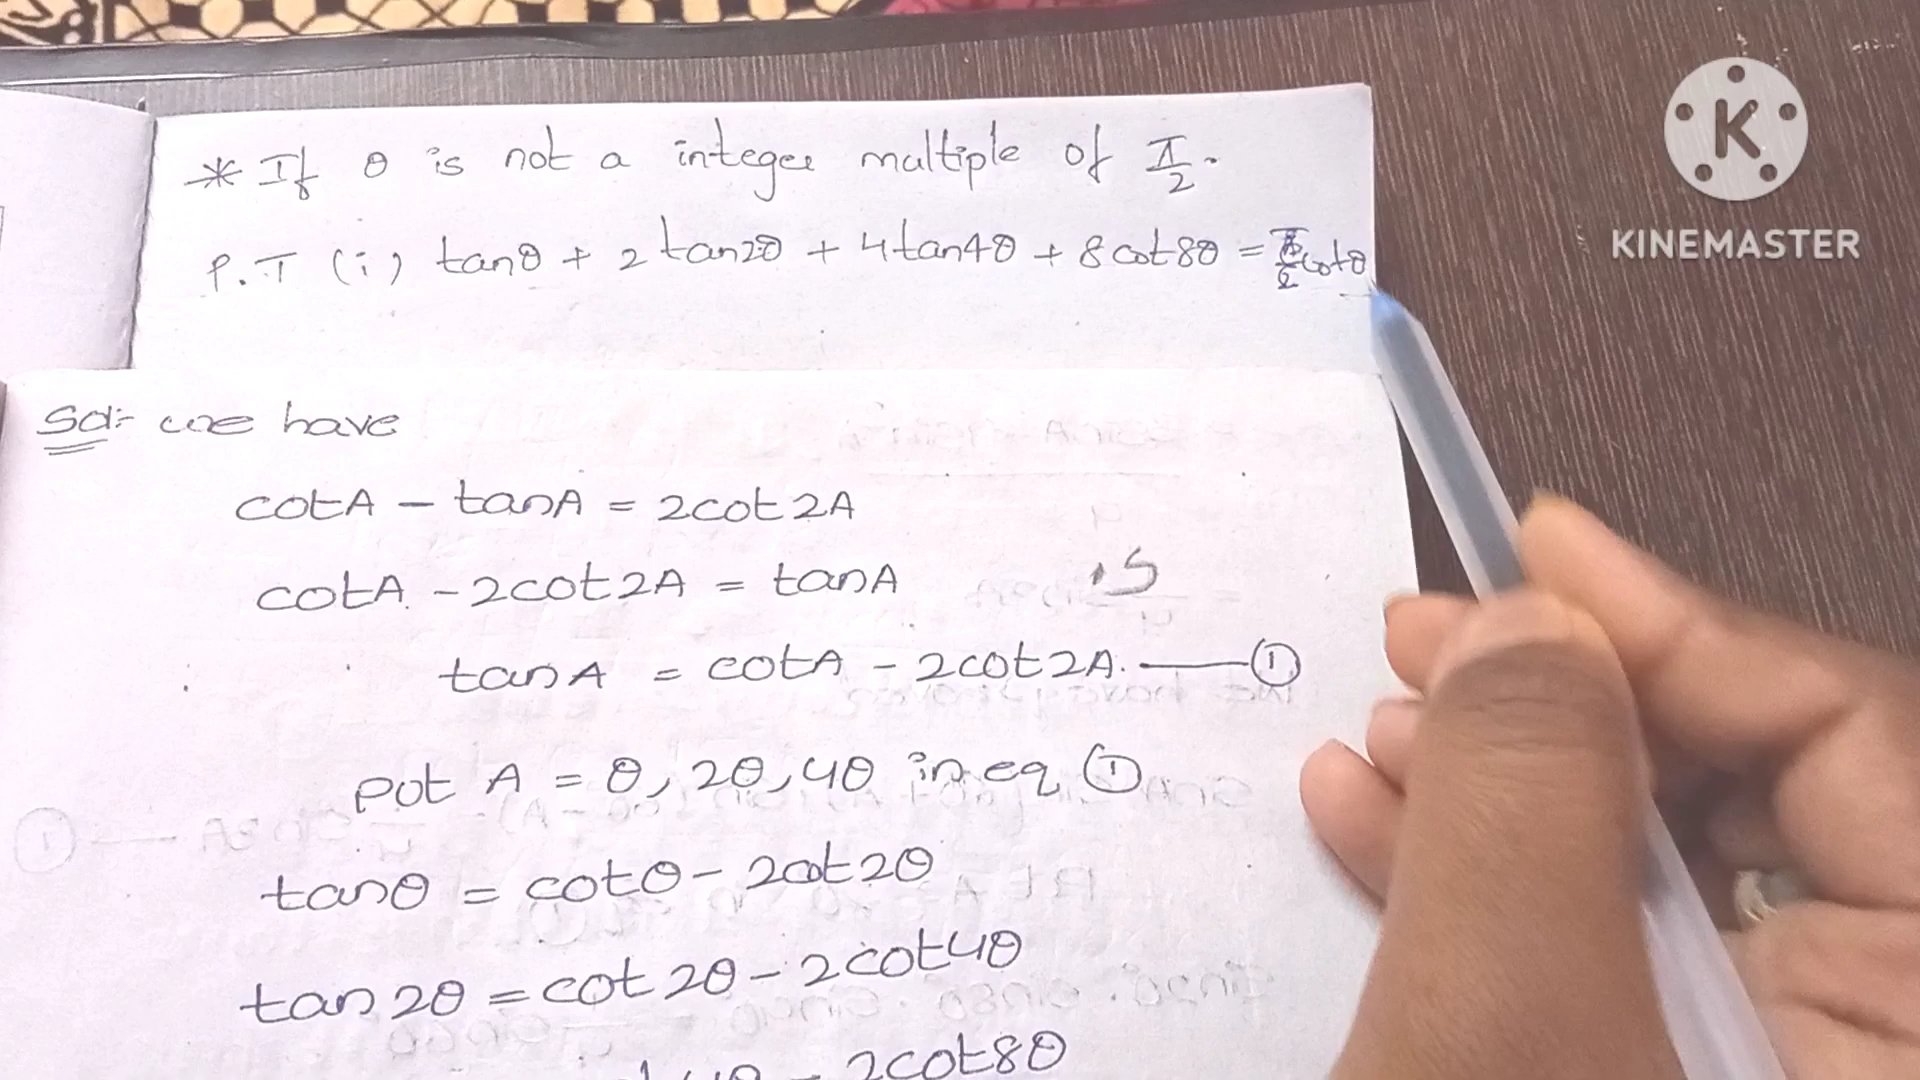 * If θ is not a integer multiple of π/2.
P.T (i) tanθ + 2tan2θ + 4tan4θ + 8cot8θ = cotθ
K
KINEMASTER
Sol:- we have
cotA - tanA = 2cot2A
cotA - 2cot2A = tanA
tanA = cotA - 2cot2A. ——①
put A = θ, 2θ, 4θ in eq ①
tanθ = cotθ - 2cot2θ
tan2θ = cot2θ - 2cot4θ
- 2cot8θ